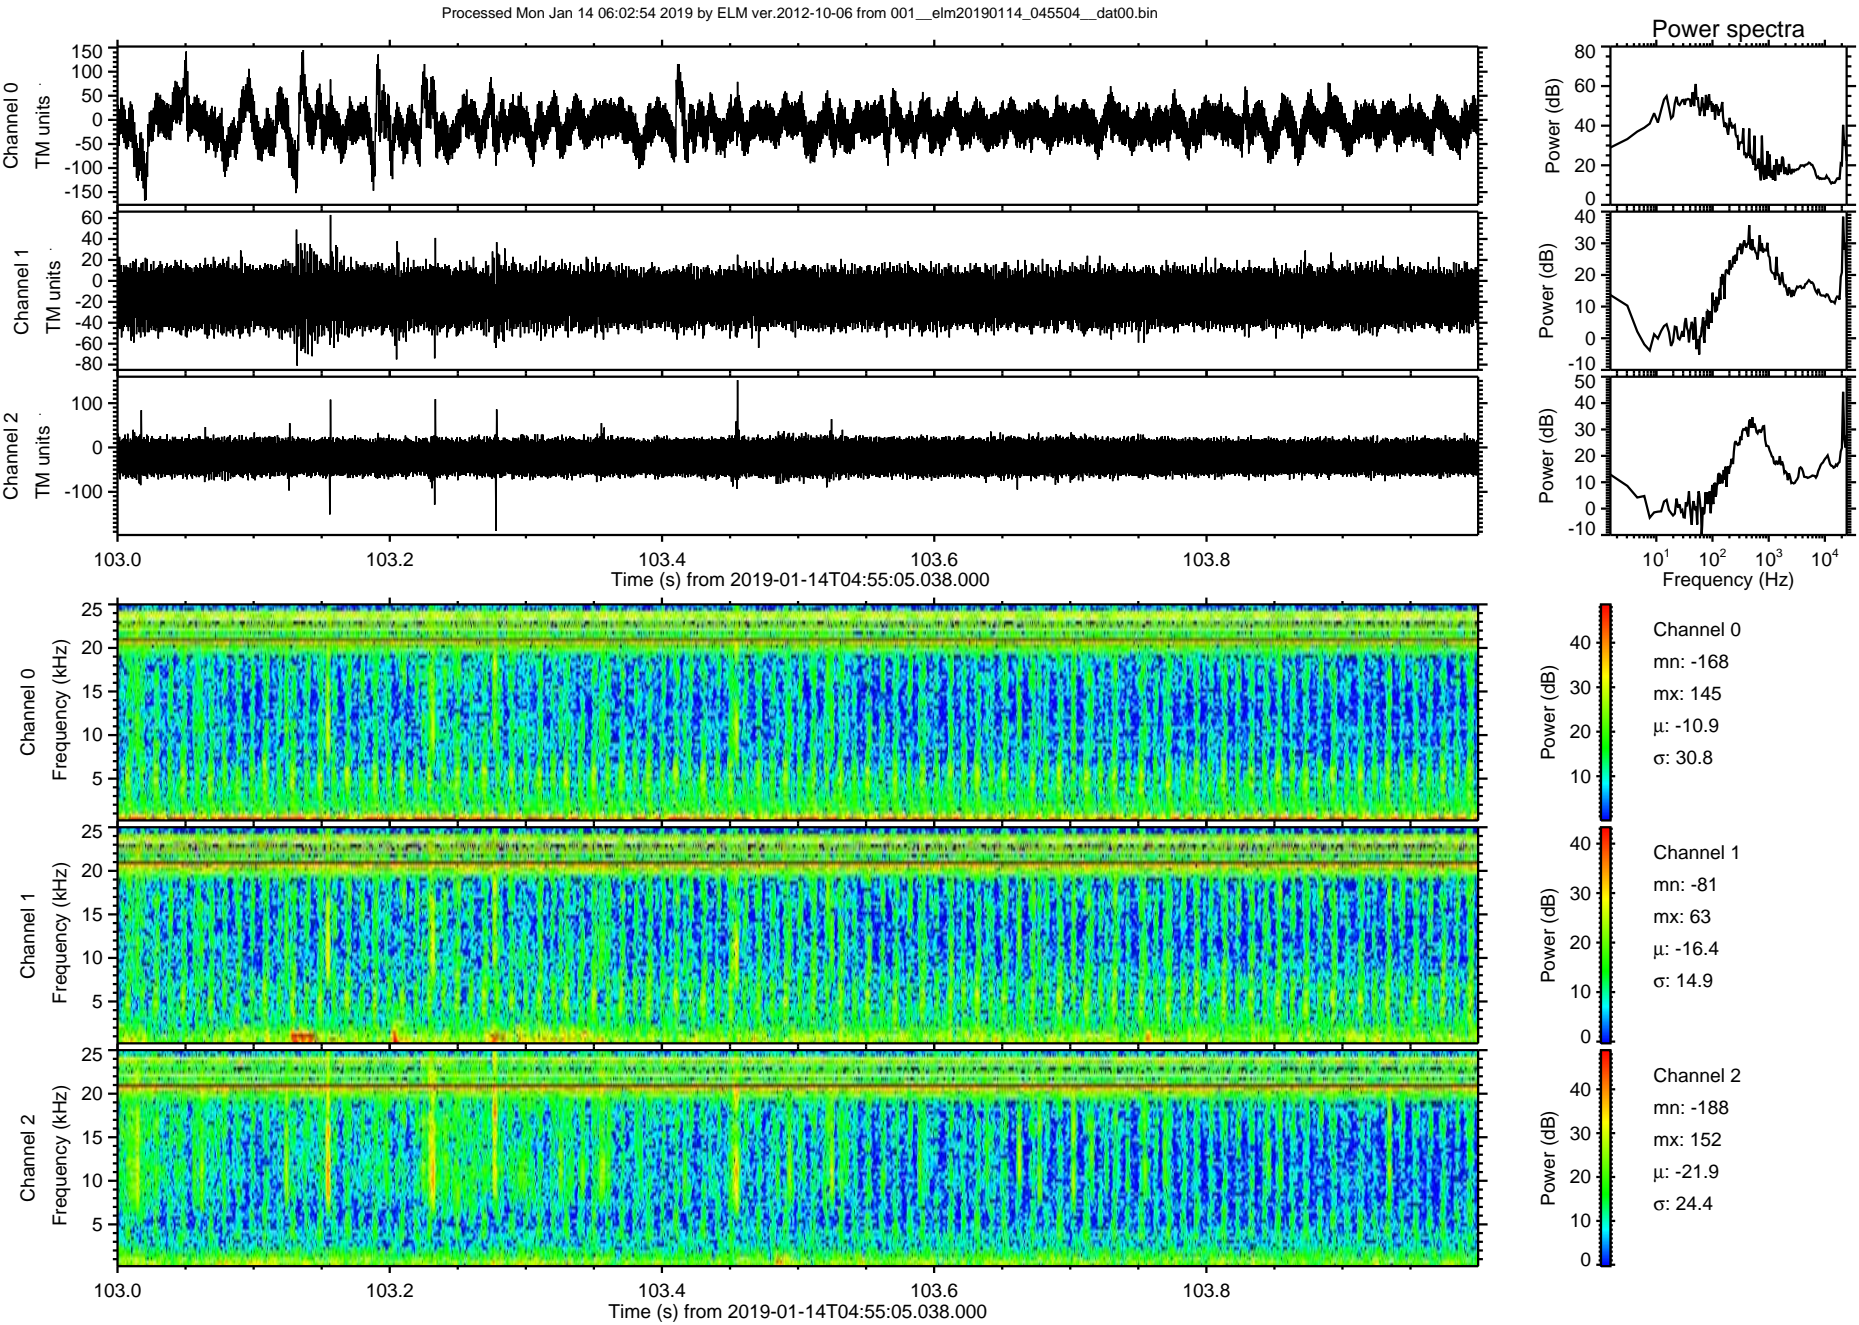 Processed Mon Jan 14 06:02:54 2019 by ELM ver.2012-10-06 from 001__elm20190114_045504__dat00.bin
Power spectra
Channel 0
TM units
150
100
50
0
-50
-100
-150
Power (dB)
80
60
40
20
0
Channel 1
TM units
60
40
20
0
-20
-40
-60
-80
Power (dB)
40
30
20
10
0
-10
Channel 2
TM units
100
0
-100
Power (dB)
50
40
30
20
10
0
-10
103.0 103.2 103.4 103.6 103.8
Time (s) from 2019-01-14T04:55:05.038.000
10¹ 10² 10³ 10⁴
Frequency (Hz)
Channel 0
Frequency (kHz)
25
20
15
10
5
Power (dB)
40
30
20
10
Channel 0
mn: -168
mx: 145
μ: -10.9
σ: 30.8
Channel 1
Frequency (kHz)
25
20
15
10
5
Power (dB)
40
30
20
10
0
Channel 1
mn: -81
mx: 63
μ: -16.4
σ: 14.9
Channel 2
Frequency (kHz)
25
20
15
10
5
Power (dB)
40
30
20
10
0
Channel 2
mn: -188
mx: 152
μ: -21.9
σ: 24.4
103.0 103.2 103.4 103.6 103.8
Time (s) from 2019-01-14T04:55:05.038.000